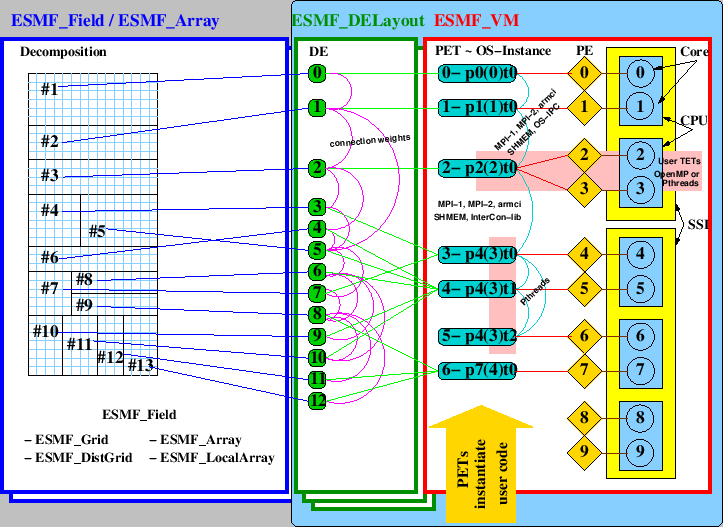 ESMF_Field / ESMF_Array
ESMF_DELayout
ESMF_VM
Decomposition
#1
#2
#3
#4
#5
#6
#7
#8
#9
#10
#11
#12
#13
ESMF_Field
– ESMF_Grid
– ESMF_Array
– ESMF_DistGrid
– ESMF_LocalArray
DE
0
1
2
3
4
5
6
7
8
9
10
11
12
connection weights
PET ~ OS–Instance
0– p0(0)t0
1– p1(1)t0
2– p2(2)t0
3– p4(3)t0
4– p4(3)t1
5– p4(3)t2
6– p7(4)t0
MPI–1, MPI–2, armci
SHMEM, OS–IPC
MPI–1, MPI–2, armci
SHMEM, InterCon–lib
Pthreads
PETs
instantiate
user code
PE
0
1
2
3
4
5
6
7
8
9
0
1
2
3
4
5
6
7
8
9
User TETs
OpenMP or
Pthreads
Core
CPU
SSI